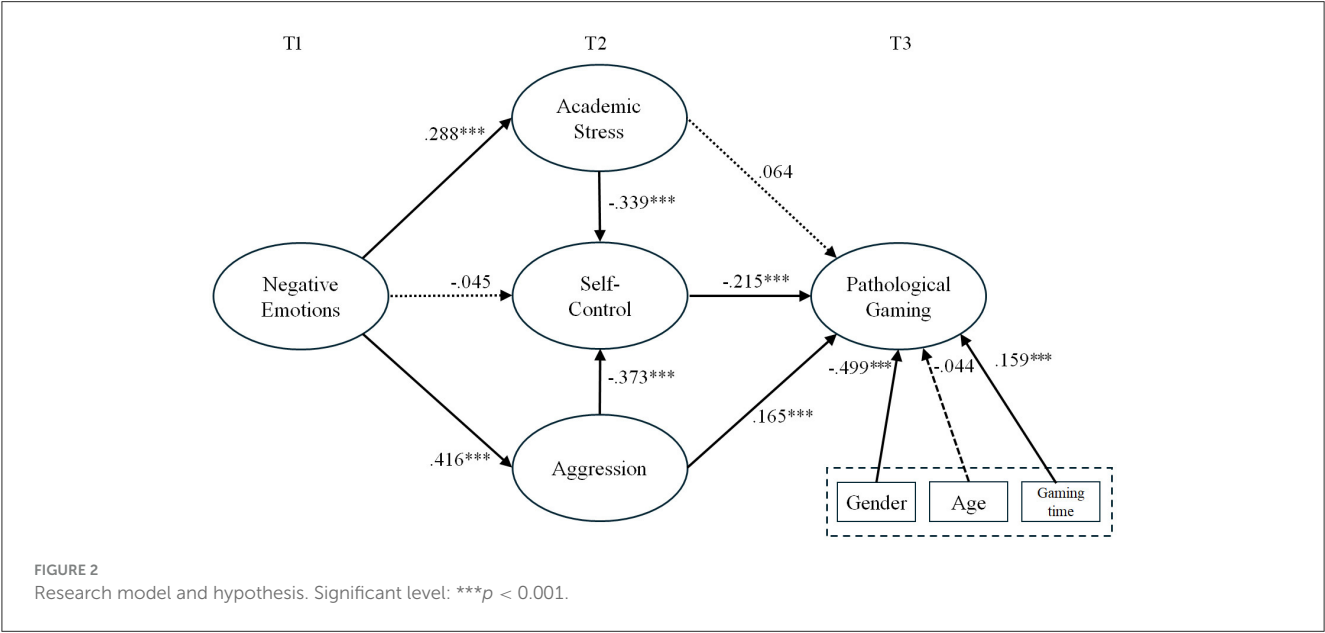 T1
T2
T3
Academic
Stress
.288***
.064
-.339***
Negative
Emotions
-.045
Self-
Control
-.215***
Pathological
Gaming
-.373***
-.499***
-.044
.159***
.165***
.416***
Aggression
Gender
Age
Gaming
time
FIGURE 2
Research model and hypothesis. Significant level: ***p < 0.001.